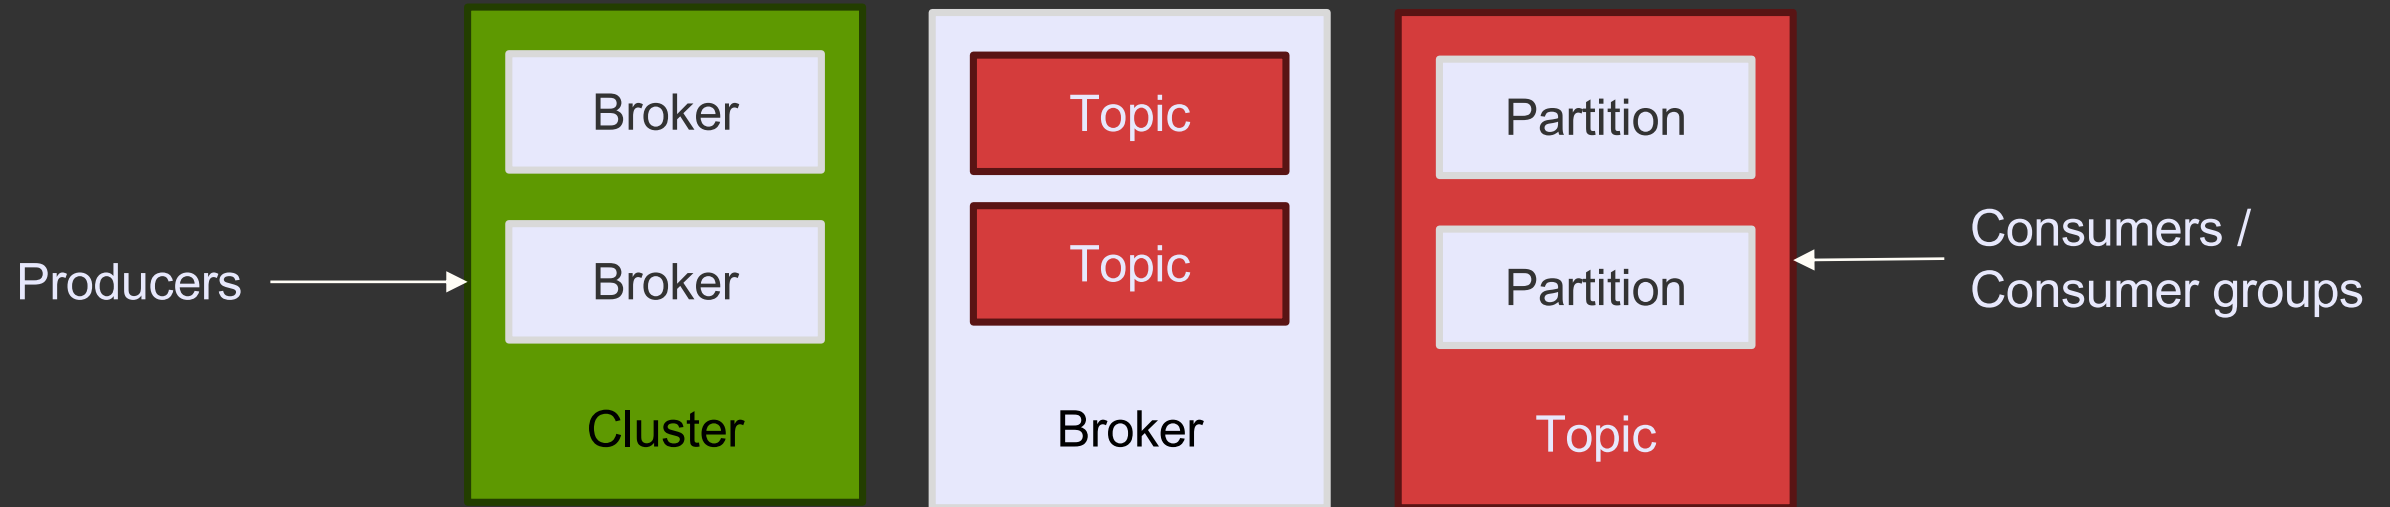 Producers
Broker
Broker
Cluster
Topic
Topic
Broker
Partition
Partition
Topic
Consumers /
Consumer groups